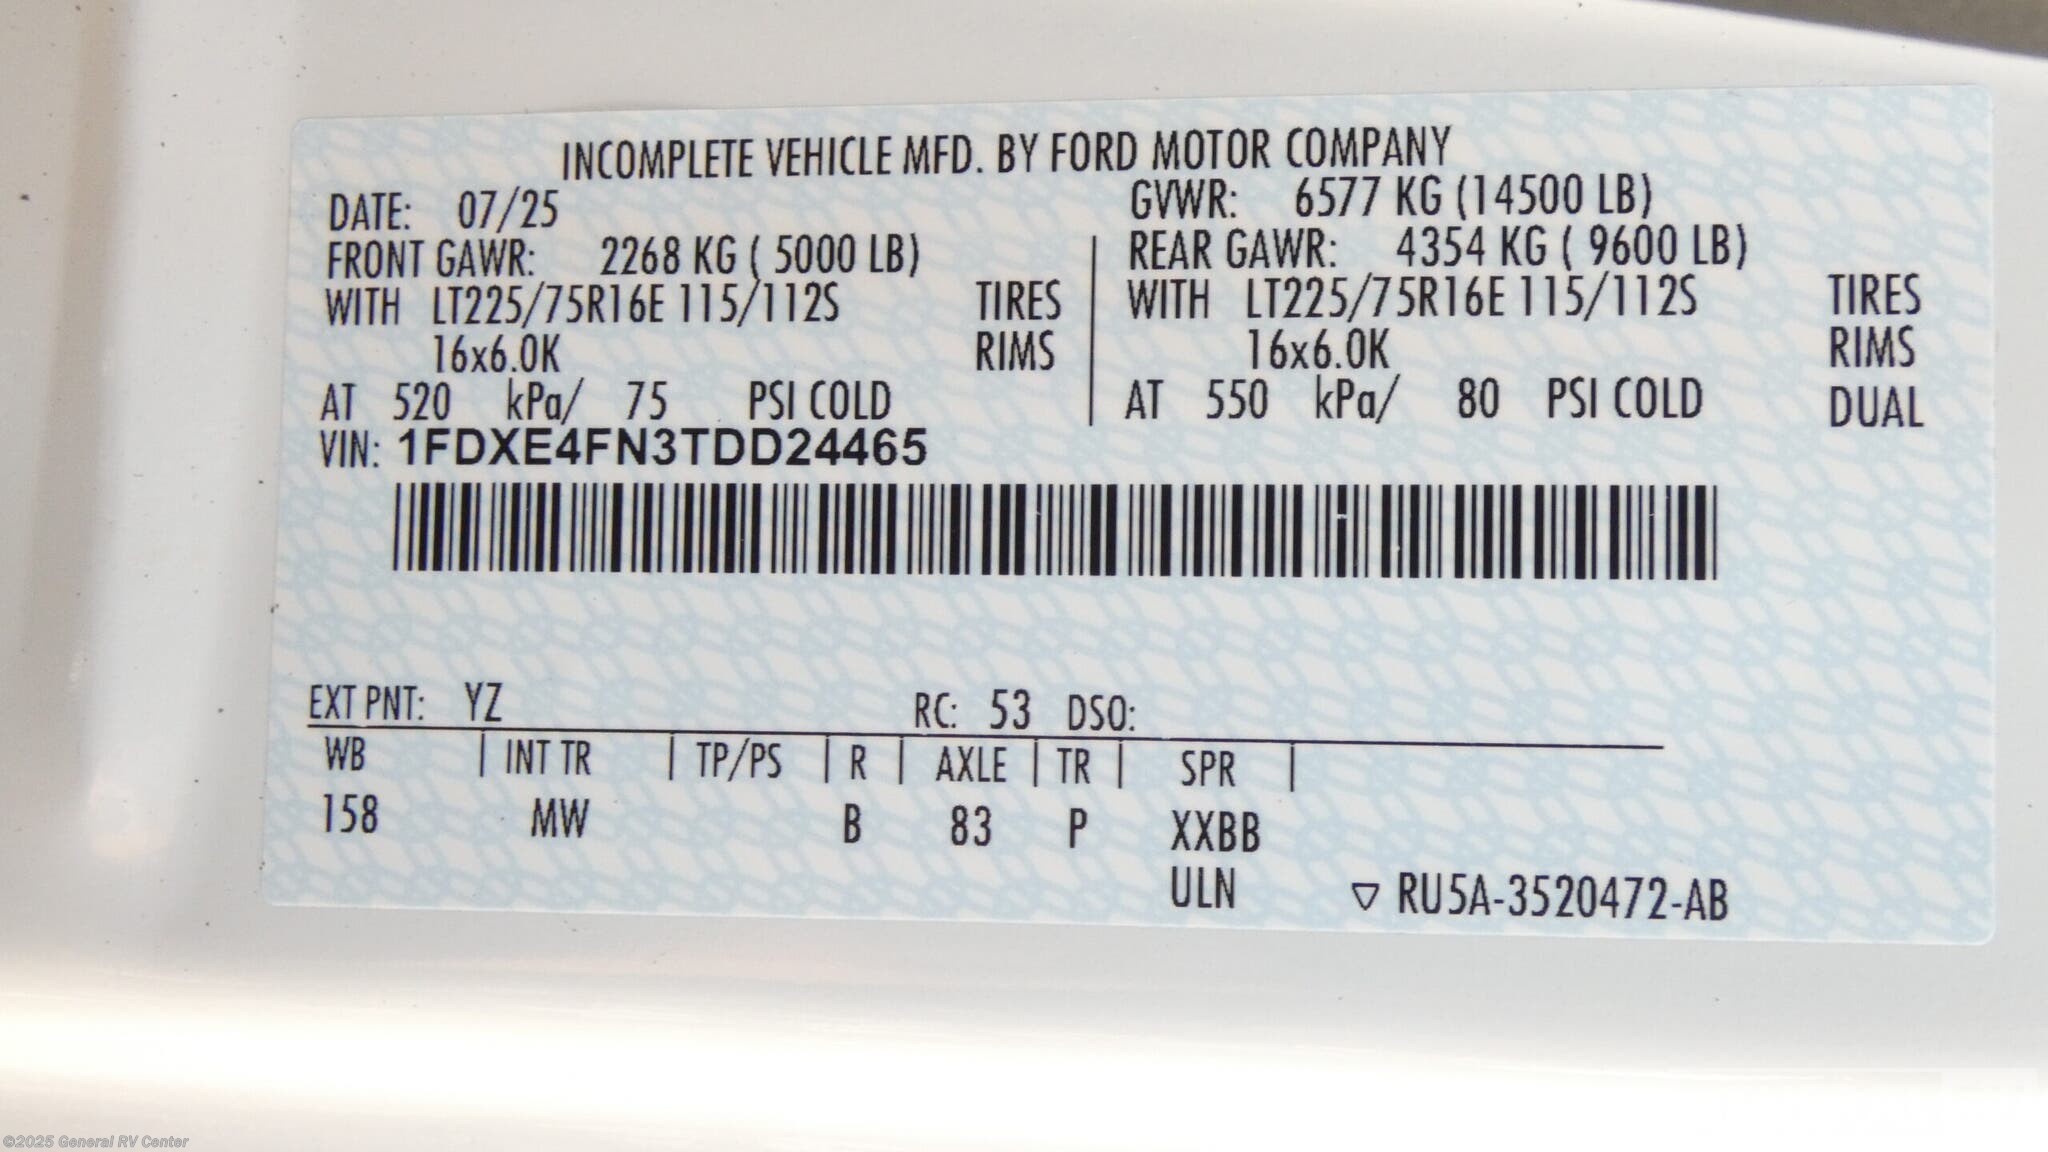 INCOMPLETE VEHICLE MFD. BY FORD MOTOR COMPANY
DATE: 07/25 GVWR: 6577 KG (14500 LB)
FRONT GAWR: 2268 KG ( 5000 LB) REAR GAWR: 4354 KG ( 9600 LB)
WITH LT225/75R16E 115/112S TIRES WITH LT225/75R16E 115/112S TIRES
16x6.0K RIMS 16x6.0K RIMS
AT 520 kPa/ 75 PSI COLD AT 550 kPa/ 80 PSI COLD DUAL
VIN: 1FDXE4FN3TDD24465
EXT PNT: YZ RC: 53 DSO:
WB | INT TR | TP/PS | R | AXLE | TR | SPR |
158 MW B 83 P XXBB
ULN ▽ RU5A-3520472-AB
©2025 General RV Center